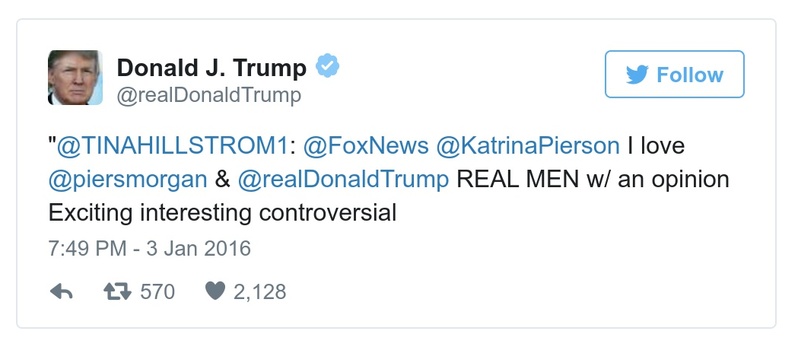 Donald J. Trump
@realDonaldTrump
Follow
"@TINAHILLSTROM1: @FoxNews @KatrinaPierson I love
@piersmorgan & @realDonaldTrump REAL MEN w/ an opinion
Exciting interesting controversial
7:49 PM - 3 Jan 2016
570 2,128